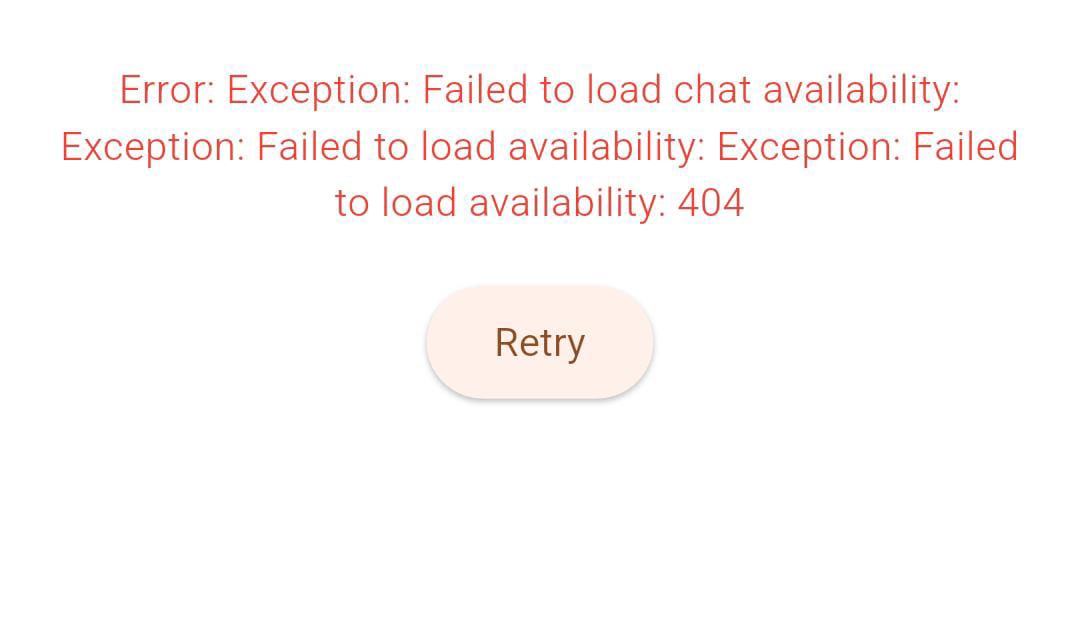 Error: Exception: Failed to load chat availability:
Exception: Failed to load availability: Exception: Failed
to load availability: 404
Retry